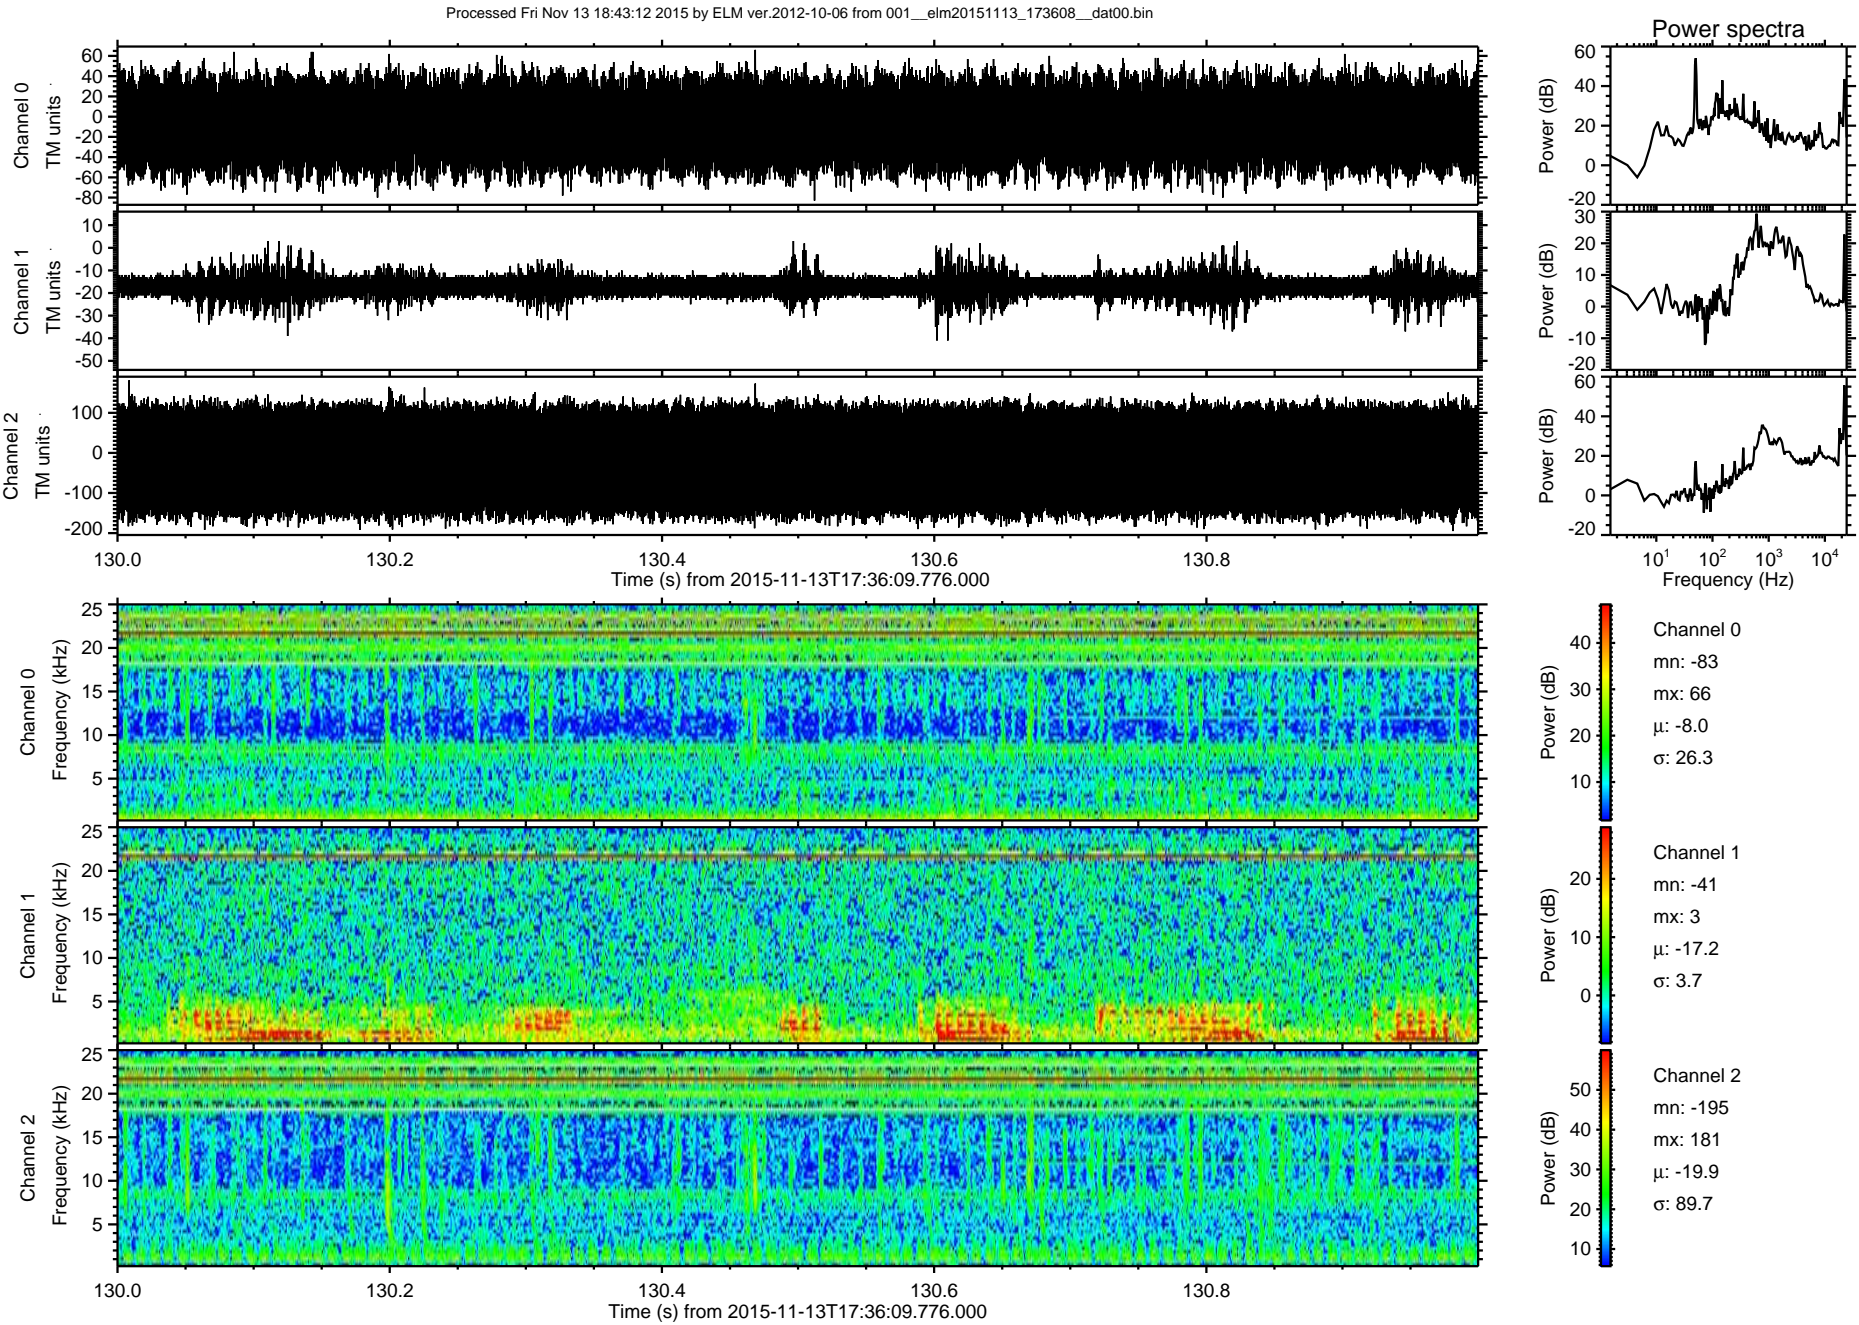 Processed Fri Nov 13 18:43:12 2015 by ELM ver.2012-10-06 from 001__elm20151113_173608__dat00.bin
Power spectra
Channel 0
TM units
60
40
20
0
-20
-40
-60
-80
Power (dB)
60
40
20
0
-20
Channel 1
TM units
10
0
-10
-20
-30
-40
-50
Power (dB)
30
20
10
0
-10
-20
Channel 2
TM units
100
0
-100
-200
Power (dB)
60
40
20
0
-20
130.0 130.2 130.4 130.6 130.8
Time (s) from 2015-11-13T17:36:09.776.000
10^1 10^2 10^3 10^4
Frequency (Hz)
Channel 0
Frequency (kHz)
25
20
15
10
5
Power (dB)
40
30
20
10
Channel 0
mn: -83
mx: 66
μ: -8.0
σ: 26.3
Channel 1
Frequency (kHz)
25
20
15
10
5
Power (dB)
20
10
0
Channel 1
mn: -41
mx: 3
μ: -17.2
σ: 3.7
Channel 2
Frequency (kHz)
25
20
15
10
5
Power (dB)
50
40
30
20
10
Channel 2
mn: -195
mx: 181
μ: -19.9
σ: 89.7
130.0 130.2 130.4 130.6 130.8
Time (s) from 2015-11-13T17:36:09.776.000